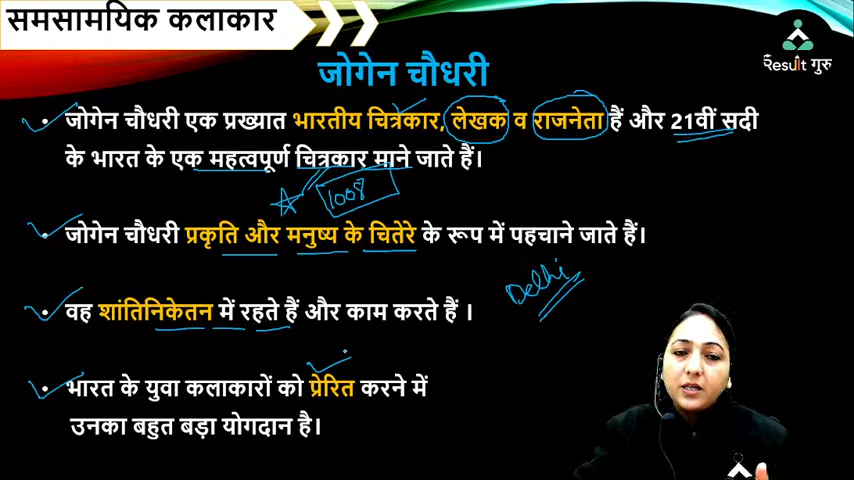 समसामयिक कलाकार
Result गुरु
जोगेन चौधरी
• जोगेन चौधरी एक प्रख्यात भारतीय चित्रकार, लेखक व राजनेता हैं और 21वीं सदी
के भारत के एक महत्वपूर्ण चित्रकार माने जाते हैं।
1008
• जोगेन चौधरी प्रकृति और मनुष्य के चितेरे के रूप में पहचाने जाते हैं।
Delhi
• वह शांतिनिकेतन में रहते हैं और काम करते हैं ।
• भारत के युवा कलाकारों को प्रेरित करने में
उनका बहुत बड़ा योगदान है।